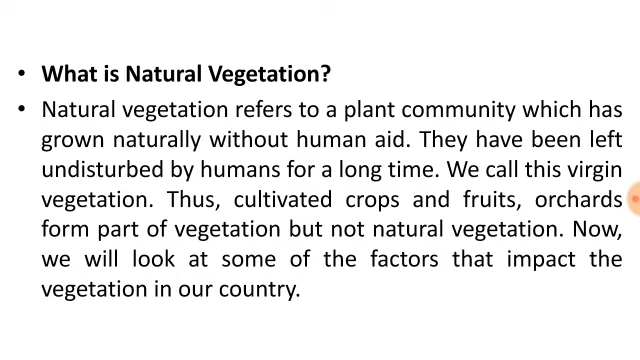 • What is Natural Vegetation?
• Natural vegetation refers to a plant community which has
grown naturally without human aid. They have been left
undisturbed by humans for a long time. We call this virgin
vegetation. Thus, cultivated crops and fruits, orchards
form part of vegetation but not natural vegetation. Now,
we will look at some of the factors that impact the
vegetation in our country.